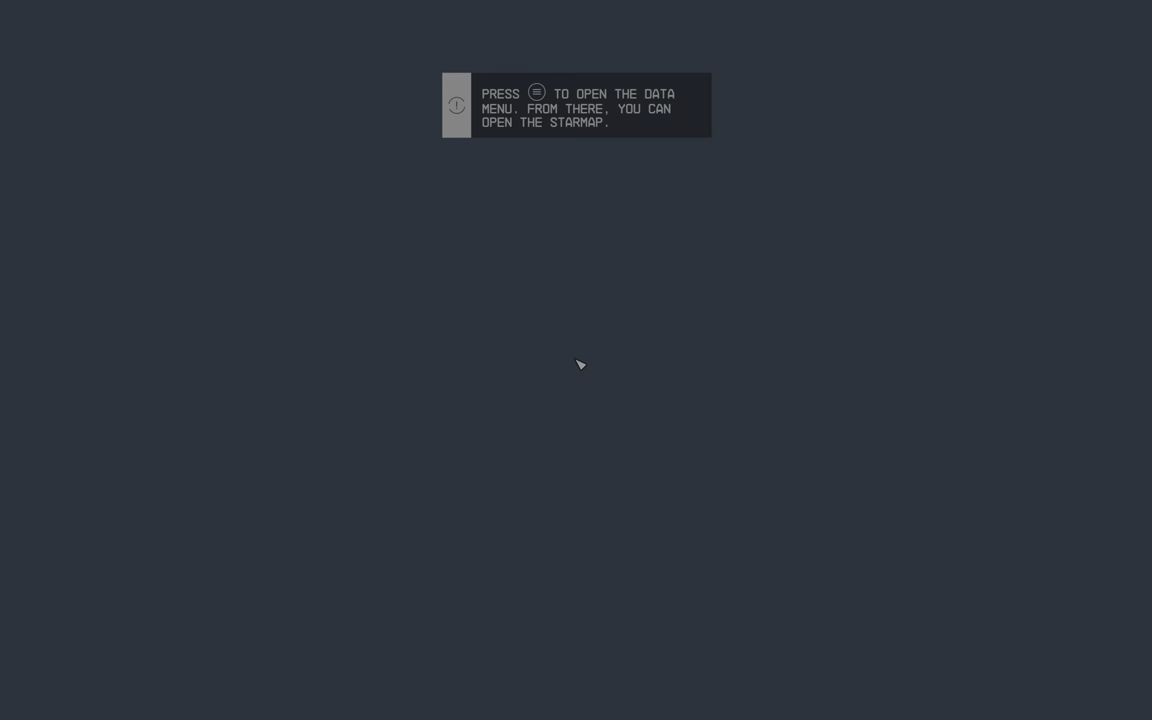 PRESS TO OPEN THE DATA
MENU. FROM THERE, YOU CAN
OPEN THE STARMAP.